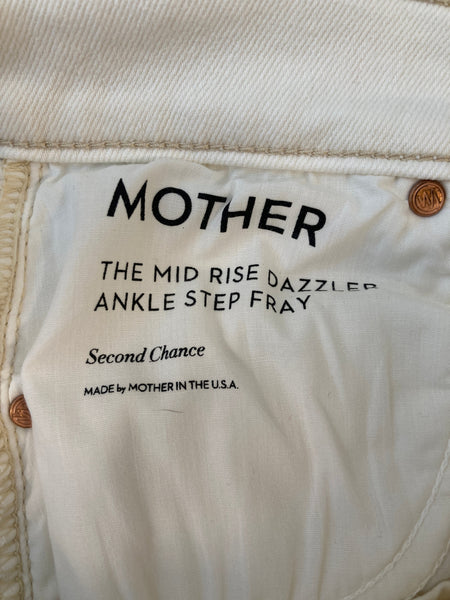 MOTHER
THE MID RISE DAZZLER
ANKLE STEP FRAY
Second Chance
MADE by MOTHER IN THE U.S.A.